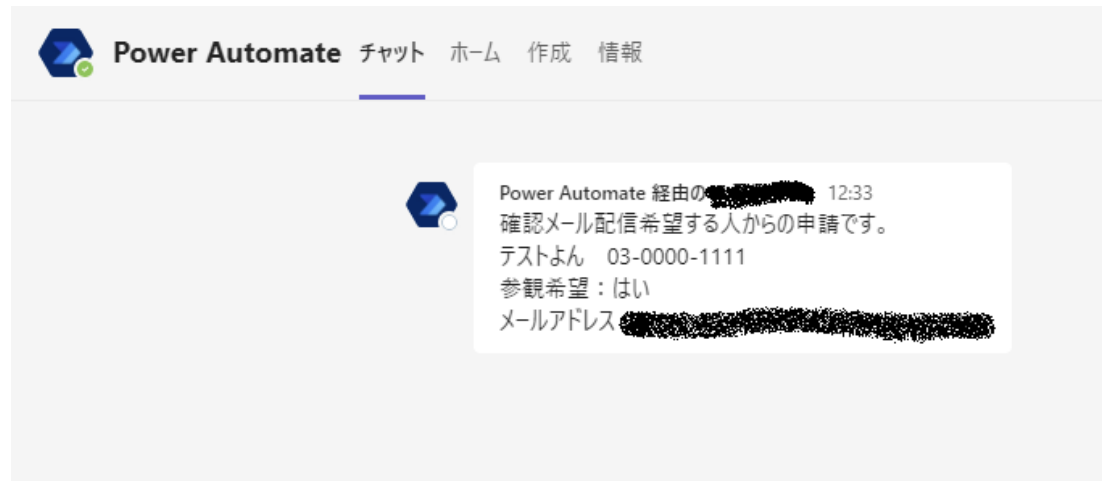 Power Automate チャット ホーム 作成 情報
Power Automate 経由の 12:33
確認メール配信希望する人からの申請です。
テストよん　03-0000-1111
参観希望：はい
メールアドレス